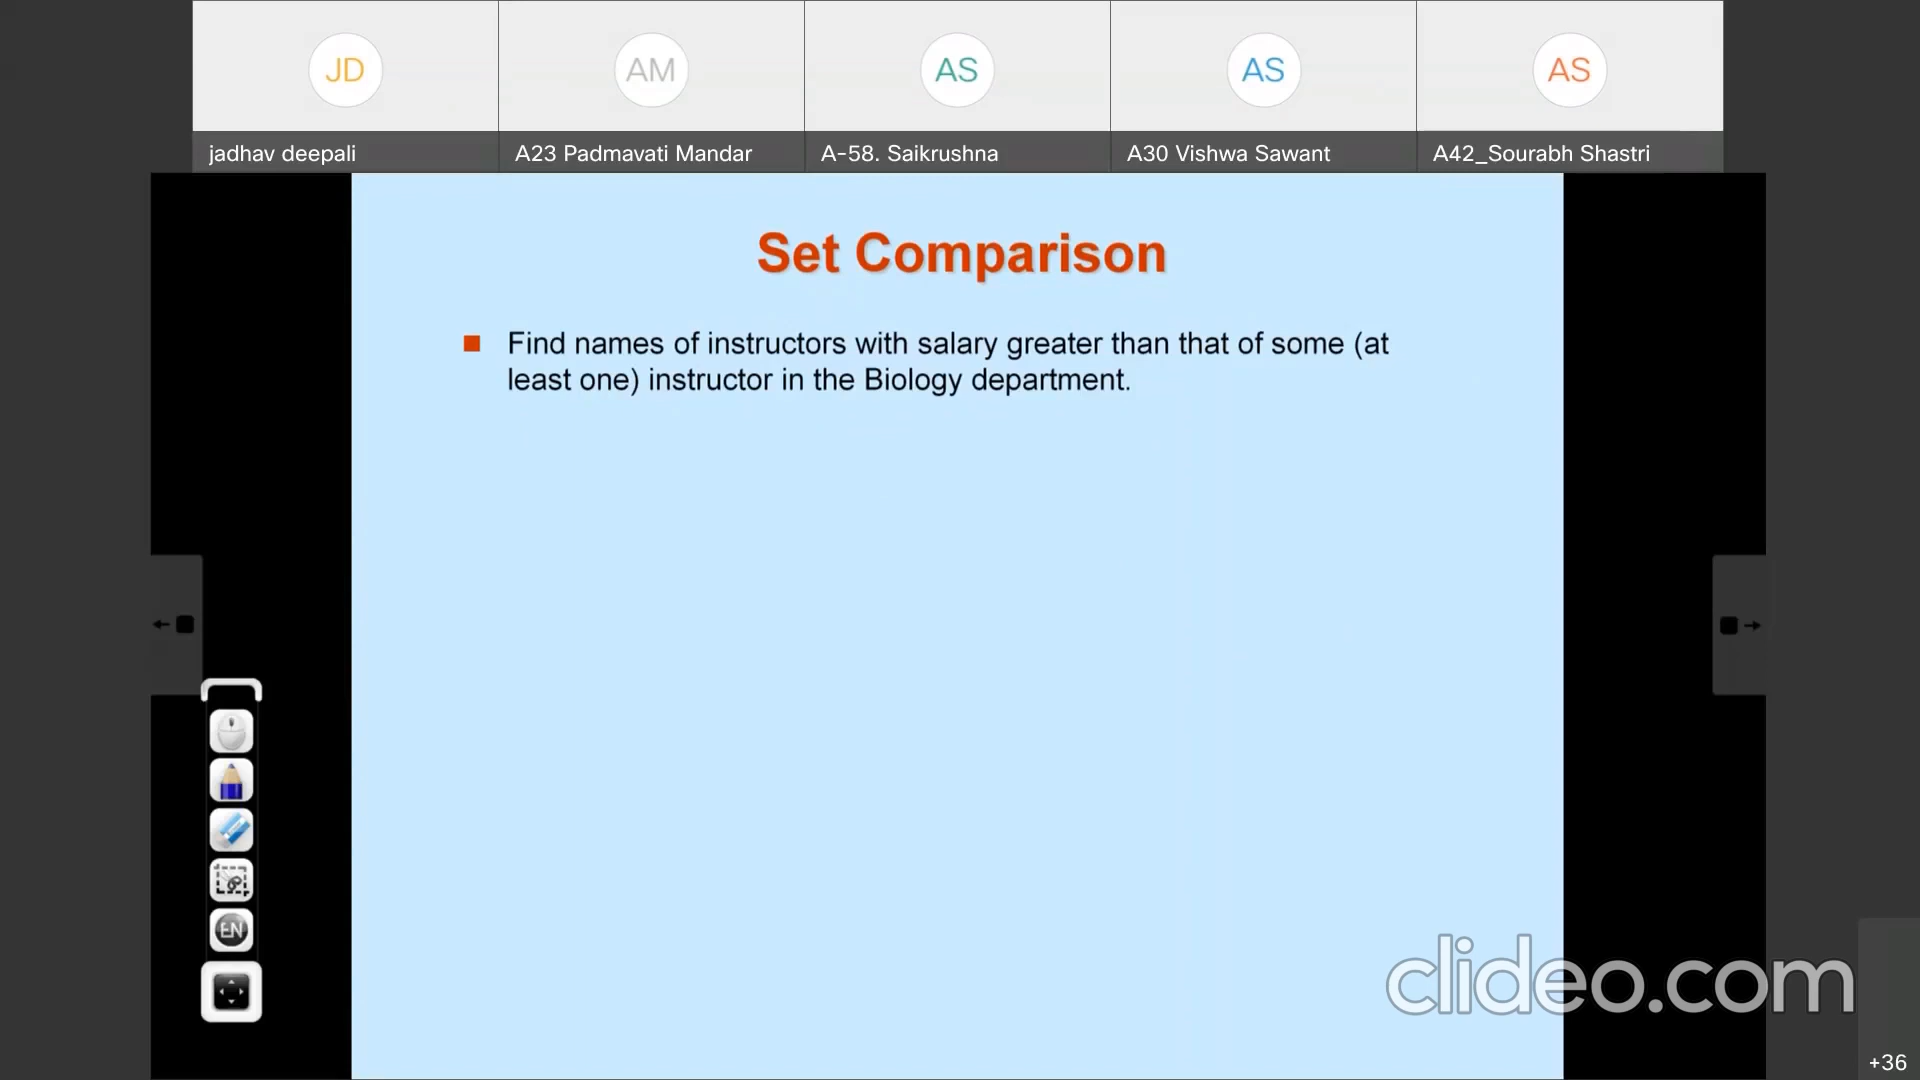 JD
AM
AS
AS
AS
jadhav deepali
A23 Padmavati Mandar
A-58. Saikrushna
A30 Vishwa Sawant
A42_Sourabh Shastri
Set Comparison
Find names of instructors with salary greater than that of some (at
least one) instructor in the Biology department.
EN
clideo.com
+36